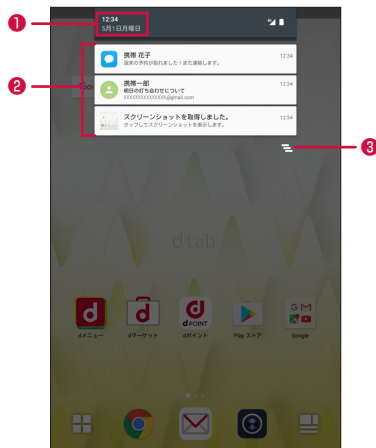 ❶
12:34
5月1日月曜日
❷
携帯 花子
12:34
週末の予約が取れました！また連絡します。
携帯一郎
12:34
明日の打ち合わせについて
XXXXXXXXXXXXXX@gmail.com
スクリーンショットを取得しました。
12:34
タップしてスクリーンショットを表示します。
❸
dtab
d
d
d
POINT
G M
dメニュー
dマーケット
dポイント
Play ストア
Google